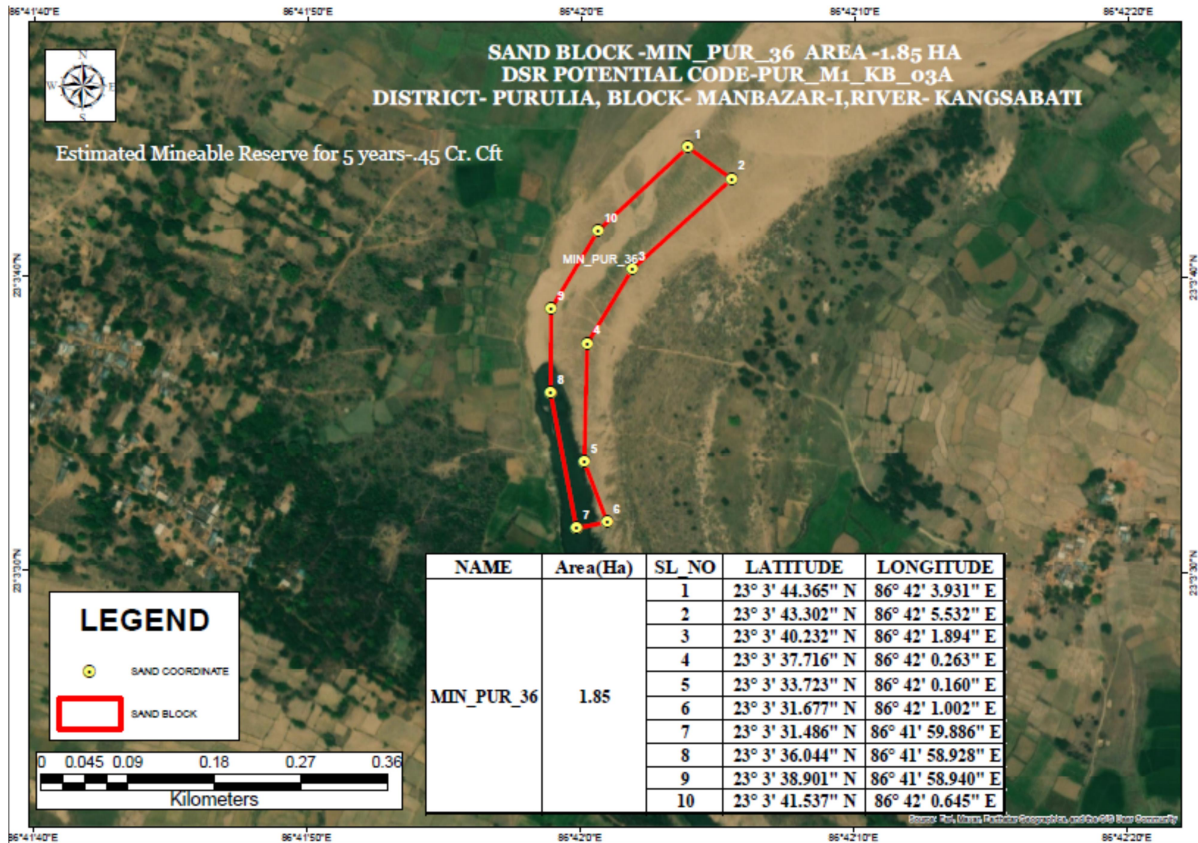 86°41'40"E 86°41'50"E 86°42'0"E 86°42'10"E 86°42'20"E
SAND BLOCK -MIN_PUR_36 AREA -1.85 HA
DSR POTENTIAL CODE-PUR_M1_KB_03A
DISTRICT- PURULIA, BLOCK- MANBAZAR-I,RIVER- KANGSABATI
N
W E
S
Estimated Mineable Reserve for 5 years-.45 Cr. Cft
1
2
10
MIN_PUR_36
3
9
4
8
5
7
6
23°3'40"N 23°3'40"N
23°3'30"N 23°3'30"N
NAME Area(Ha) SL_NO LATITUDE LONGITUDE
1 23° 3' 44.365" N 86° 42' 3.931" E
2 23° 3' 43.302" N 86° 42' 5.532" E
3 23° 3' 40.232" N 86° 42' 1.894" E
4 23° 3' 37.716" N 86° 42' 0.263" E
5 23° 3' 33.723" N 86° 42' 0.160" E
MIN_PUR_36 1.85
6 23° 3' 31.677" N 86° 42' 1.002" E
7 23° 3' 31.486" N 86° 41' 59.886" E
8 23° 3' 36.044" N 86° 41' 58.928" E
9 23° 3' 38.901" N 86° 41' 58.940" E
10 23° 3' 41.537" N 86° 42' 0.645" E
LEGEND
SAND COORDINATE
SAND BLOCK
0 0.045 0.09 0.18 0.27 0.36
Kilometers
Source: Esri, Maxar, Earthstar Geographics, and the GIS User Community
86°41'40"E 86°41'50"E 86°42'0"E 86°42'10"E 86°42'20"E